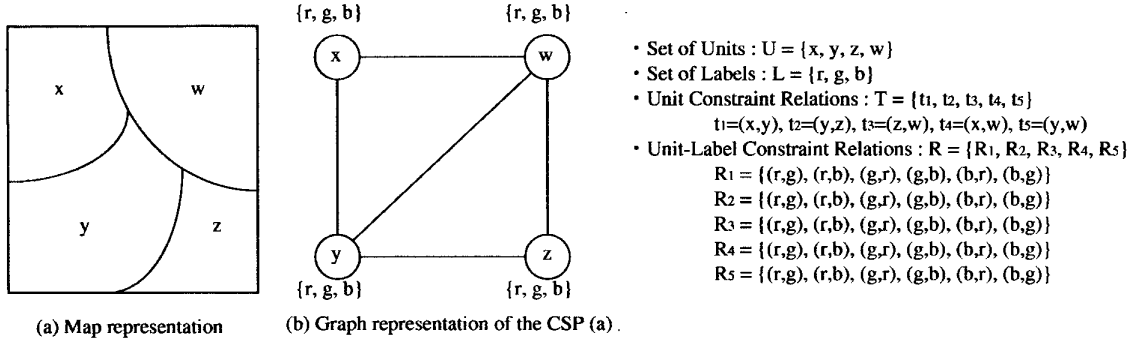 x
w
y
z
(a) Map representation
{r, g, b}
{r, g, b}
x
w
y
z
{r, g, b}
{r, g, b}
(b) Graph representation of the CSP (a) .
・Set of Units : U = {x, y, z, w}
・Set of Labels : L = {r, g, b}
・Unit Constraint Relations : T = {t1, t2, t3, t4, t5}
t1=(x,y), t2=(y,z), t3=(z,w), t4=(x,w), t5=(y,w)
・Unit-Label Constraint Relations : R = {R1, R2, R3, R4, R5}
R1 = {(r,g), (r,b), (g,r), (g,b), (b,r), (b,g)}
R2 = {(r,g), (r,b), (g,r), (g,b), (b,r), (b,g)}
R3 = {(r,g), (r,b), (g,r), (g,b), (b,r), (b,g)}
R4 = {(r,g), (r,b), (g,r), (g,b), (b,r), (b,g)}
R5 = {(r,g), (r,b), (g,r), (g,b), (b,r), (b,g)}